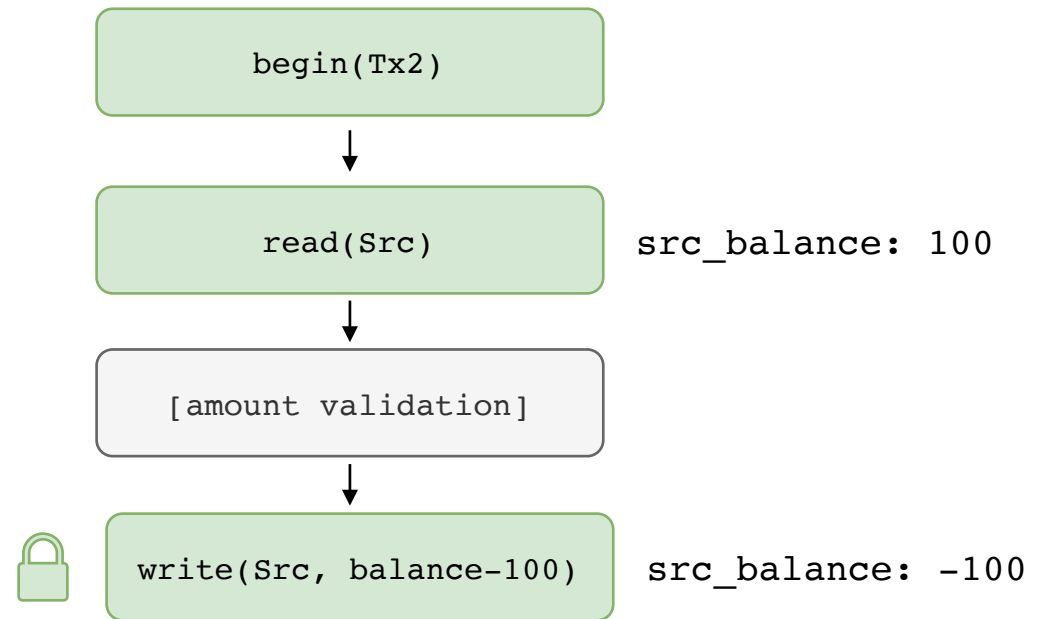 begin(Tx2)
read(Src) src_balance: 100
[amount validation]
write(Src, balance-100) src_balance: -100